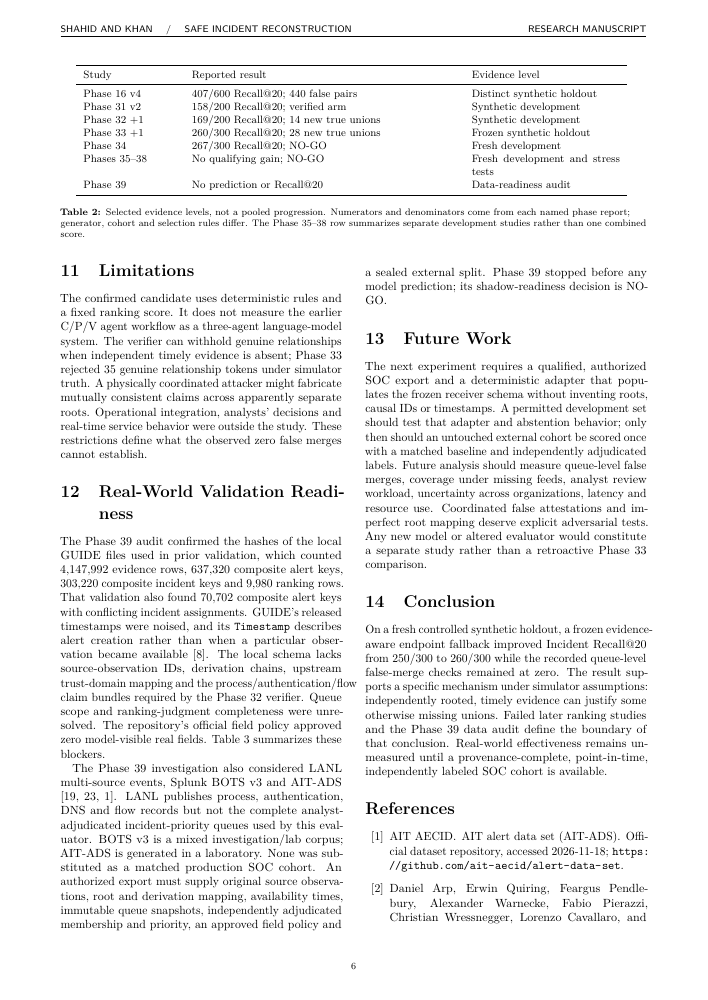 SHAHID AND KHAN / SAFE INCIDENT RECONSTRUCTION RESEARCH MANUSCRIPT
Study Reported result Evidence level
Phase 16 v4 407/600 Recall@20; 440 false pairs Distinct synthetic holdout
Phase 31 v2 158/200 Recall@20; verified arm Synthetic development
Phase 32 +1 169/200 Recall@20; 14 new true unions Synthetic development
Phase 33 +1 260/300 Recall@20; 28 new true unions Frozen synthetic holdout
Phase 34 267/300 Recall@20; NO-GO Fresh development
Phases 35–38 No qualifying gain; NO-GO Fresh development and stress
tests
Phase 39 No prediction or Recall@20 Data-readiness audit
Table 2: Selected evidence levels, not a pooled progression. Numerators and denominators come from each named phase report;
generator, cohort and selection rules differ. The Phase 35–38 row summarizes separate development studies rather than one combined
score.
11 Limitations
The confirmed candidate uses deterministic rules and
a fixed ranking score. It does not measure the earlier
C/P/V agent workflow as a three-agent language-model
system. The verifier can withhold genuine relationships
when independent timely evidence is absent; Phase 33
rejected 35 genuine relationship tokens under simulator
truth. A physically coordinated attacker might fabricate
mutually consistent claims across apparently separate
roots. Operational integration, analysts' decisions and
real-time service behavior were outside the study. These
restrictions define what the observed zero false merges
cannot establish.
12 Real-World Validation Readi-
ness
The Phase 39 audit confirmed the hashes of the local
GUIDE files used in prior validation, which counted
4,147,992 evidence rows, 637,320 composite alert keys,
303,220 composite incident keys and 9,980 ranking rows.
That validation also found 70,702 composite alert keys
with conflicting incident assignments. GUIDE's released
timestamps were noised, and its Timestamp describes
alert creation rather than when a particular obser-
vation became available [8]. The local schema lacks
source-observation IDs, derivation chains, upstream
trust-domain mapping and the process/authentication/flow
claim bundles required by the Phase 32 verifier. Queue
scope and ranking-judgment completeness were unre-
solved. The repository's official field policy approved
zero model-visible real fields. Table 3 summarizes these
blockers.
The Phase 39 investigation also considered LANL
multi-source events, Splunk BOTS v3 and AIT-ADS
[19, 23, 1]. LANL publishes process, authentication,
DNS and flow records but not the complete analyst-
adjudicated incident-priority queues used by this eval-
uator. BOTS v3 is a mixed investigation/lab corpus;
AIT-ADS is generated in a laboratory. None was sub-
stituted as a matched production SOC cohort. An
authorized export must supply original source observa-
tions, root and derivation mapping, availability times,
immutable queue snapshots, independently adjudicated
membership and priority, an approved field policy and
a sealed external split. Phase 39 stopped before any
model prediction; its shadow-readiness decision is NO-
GO.
13 Future Work
The next experiment requires a qualified, authorized
SOC export and a deterministic adapter that popu-
lates the frozen receiver schema without inventing roots,
causal IDs or timestamps. A permitted development set
should test that adapter and abstention behavior; only
then should an untouched external cohort be scored once
with a matched baseline and independently adjudicated
labels. Future analysis should measure queue-level false
merges, coverage under missing feeds, analyst review
workload, uncertainty across organizations, latency and
resource use. Coordinated false attestations and im-
perfect root mapping deserve explicit adversarial tests.
Any new model or altered evaluator would constitute
a separate study rather than a retroactive Phase 33
comparison.
14 Conclusion
On a fresh controlled synthetic holdout, a frozen evidence-
aware endpoint fallback improved Incident Recall@20
from 250/300 to 260/300 while the recorded queue-level
false-merge checks remained at zero. The result sup-
ports a specific mechanism under simulator assumptions:
independently rooted, timely evidence can justify some
otherwise missing unions. Failed later ranking studies
and the Phase 39 data audit define the boundary of
that conclusion. Real-world effectiveness remains un-
measured until a provenance-complete, point-in-time,
independently labeled SOC cohort is available.
References
[1] AIT AECID. AIT alert data set (AIT-ADS). Offi-
cial dataset repository, accessed 2026-11-18; https:
//github.com/ait-aecid/alert-data-set.
[2] Daniel Arp, Erwin Quiring, Feargus Pendle-
bury, Alexander Warnecke, Fabio Pierazzi,
Christian Wressnegger, Lorenzo Cavallaro, and
6